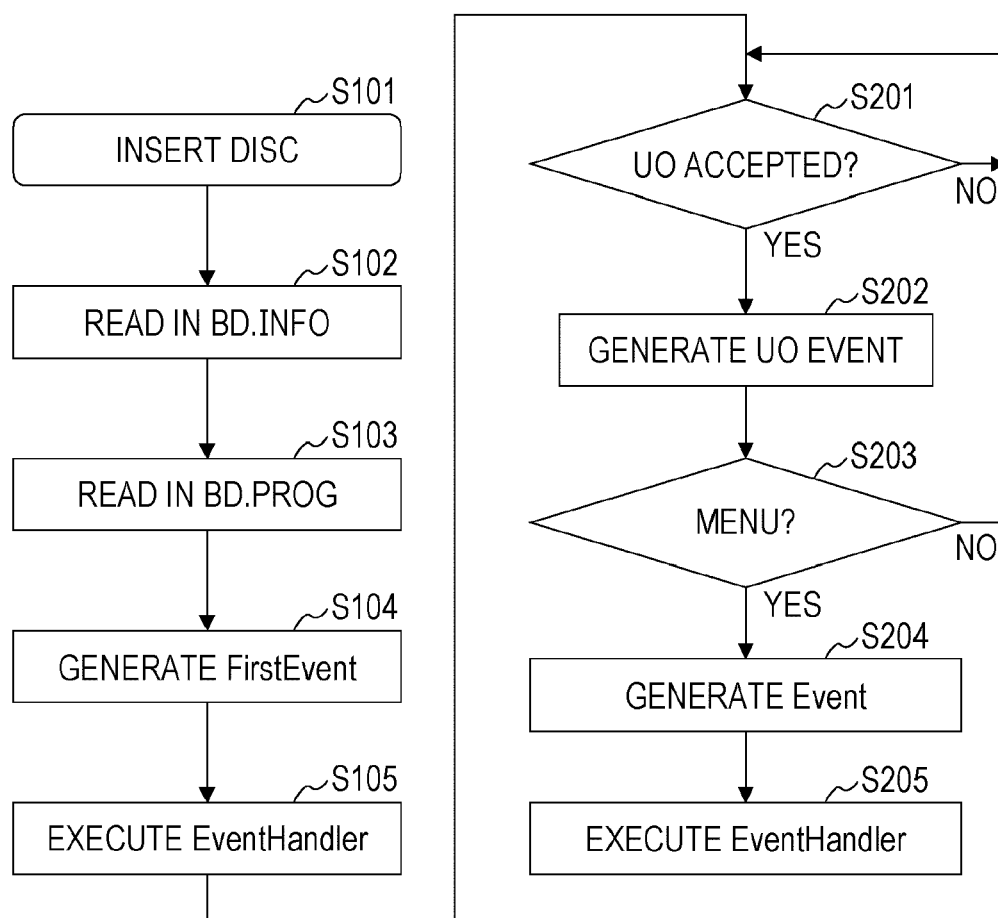 S101
INSERT DISC
S102
READ IN BD.INFO
S103
READ IN BD.PROG
S104
GENERATE FirstEvent
S105
EXECUTE EventHandler
S201
UO ACCEPTED?
NO
YES
S202
GENERATE UO EVENT
S203
MENU?
NO
YES
S204
GENERATE Event
S205
EXECUTE EventHandler